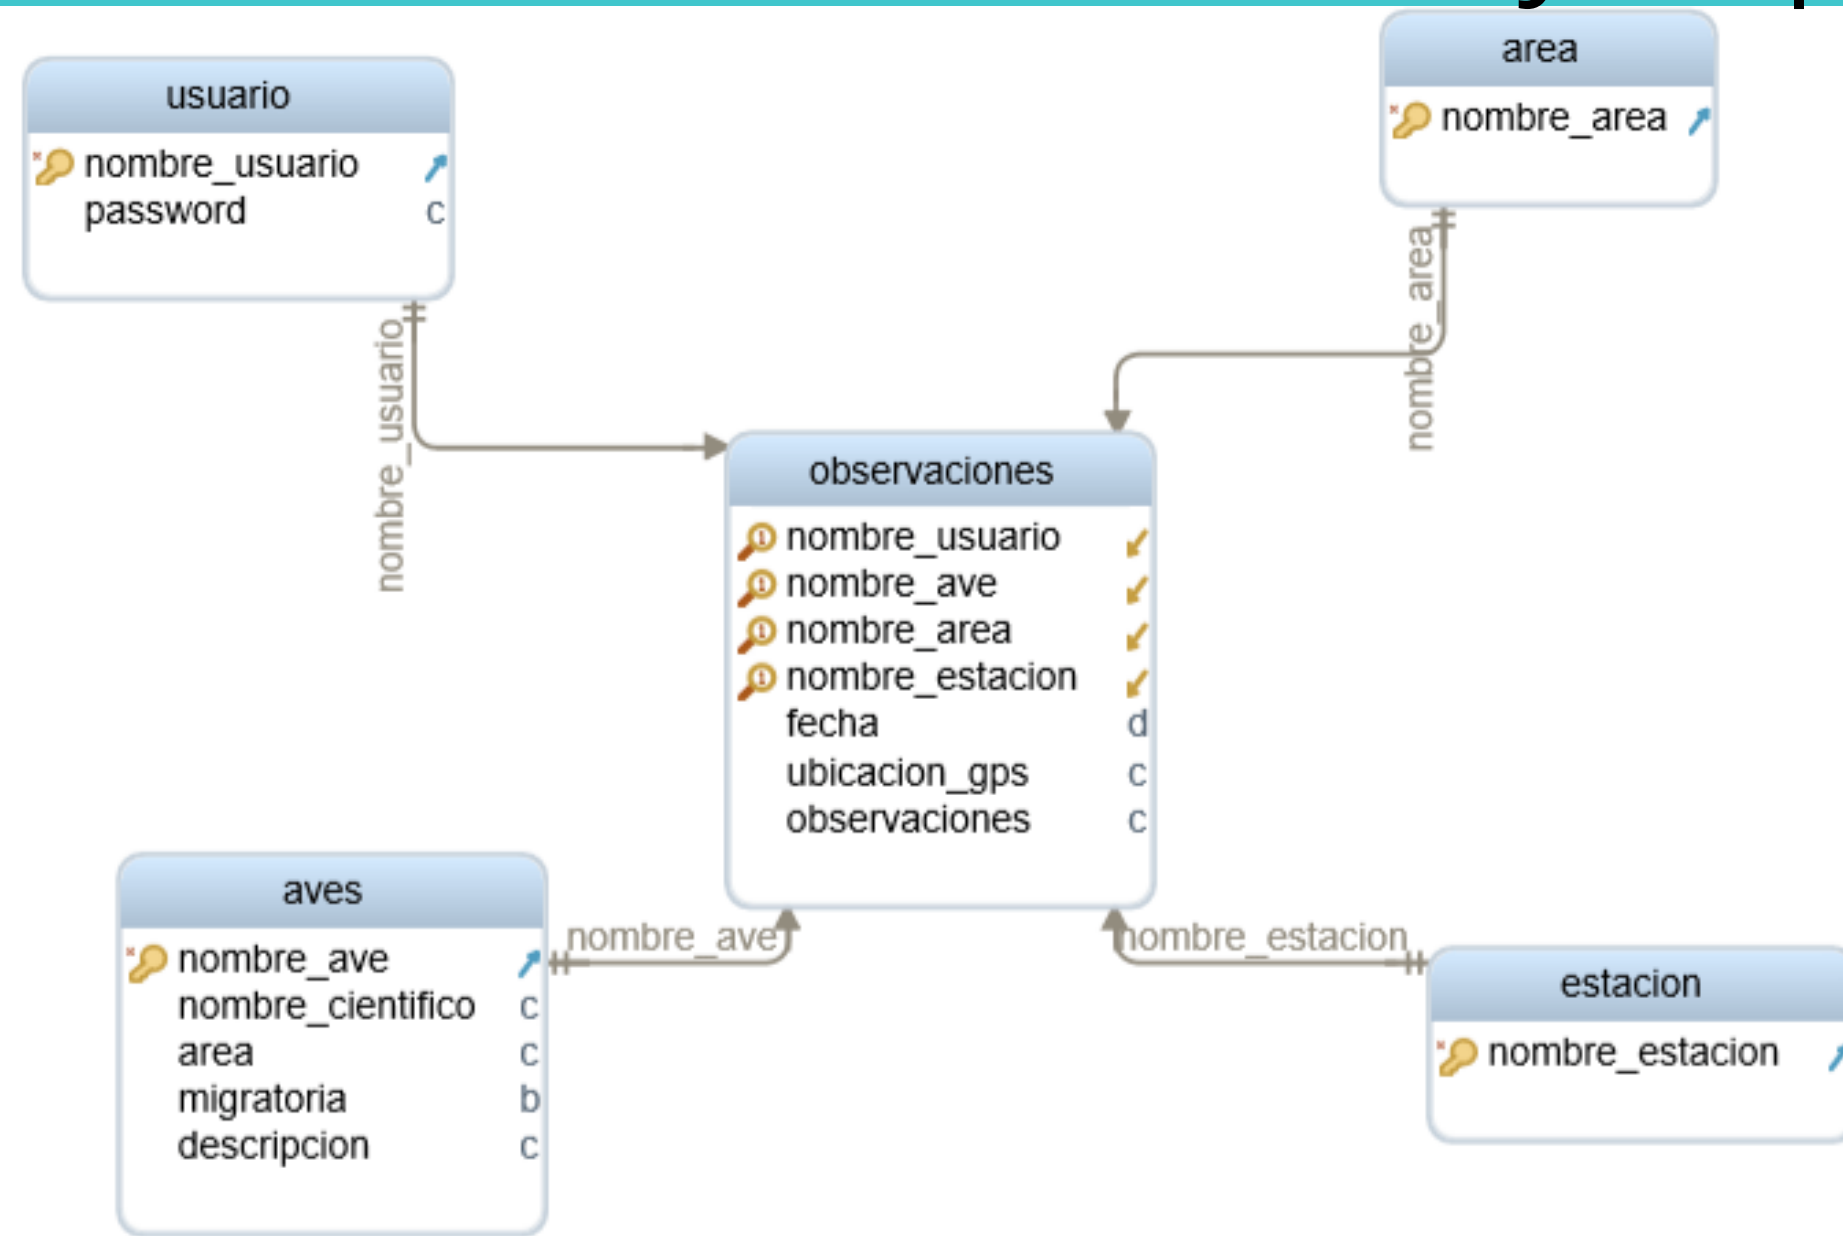 usuario
nombre_usuario
password c
area
nombre_area
nombre_usuario
nombre_area
observaciones
nombre_usuario
nombre_ave
nombre_area
nombre_estacion
fecha d
ubicacion_gps c
observaciones c
aves
nombre_ave
nombre_cientifico c
area c
migratoria b
descripcion c
nombre_ave
nombre_estacion
estacion
nombre_estacion